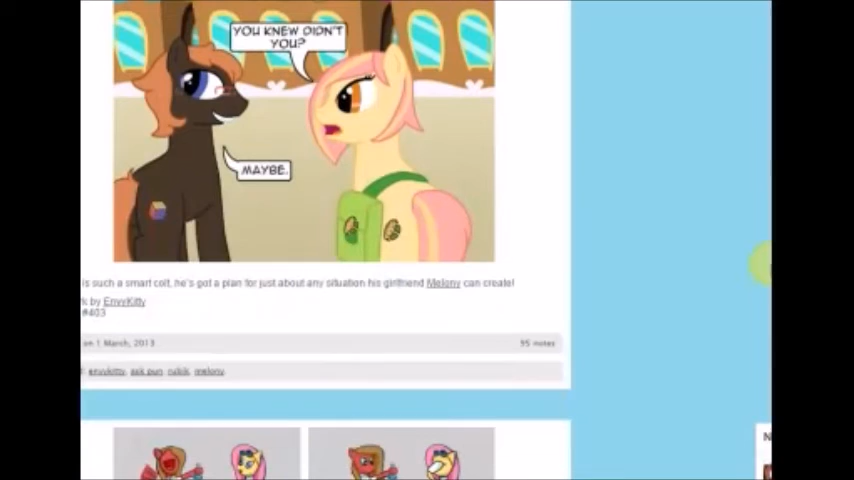 YOU KNEW DIDN'T
YOU?
MAYBE.
is such a smart colt, he's got a plan for just about any situation his girlfriend Melony can create!
by EnvyKitty
#403
on 1 March, 2013
95 notes
envykitty, ask pun, rubik, melony
N